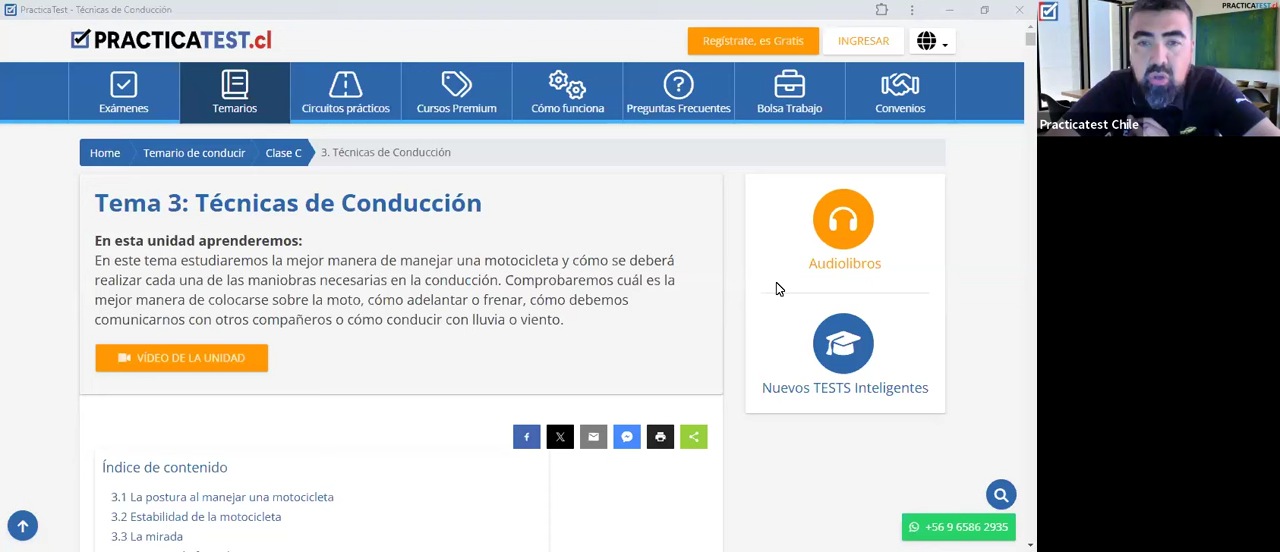 PracticaTest - Técnicas de Conducción
PRACTICATEST.cl
Regístrate, es Gratis
INGRESAR
Exámenes
Temarios
Circuitos prácticos
Cursos Premium
Cómo funciona
Preguntas Frecuentes
Bolsa Trabajo
Convenios
Home
Temario de conducir
Clase C
3. Técnicas de Conducción
Tema 3: Técnicas de Conducción
En esta unidad aprenderemos:
En este tema estudiaremos la mejor manera de manejar una motocicleta y cómo se deberá
realizar cada una de las maniobras necesarias en la conducción. Comprobaremos cuál es la
mejor manera de colocarse sobre la moto, cómo adelantar o frenar, cómo debemos
comunicarnos con otros compañeros o cómo conducir con lluvia o viento.
VÍDEO DE LA UNIDAD
Audiolibros
Nuevos TESTS Inteligentes
Índice de contenido
3.1 La postura al manejar una motocicleta
3.2 Estabilidad de la motocicleta
3.3 La mirada
+56 9 6586 2935
PRACTICATEST.cl
Practicatest Chile